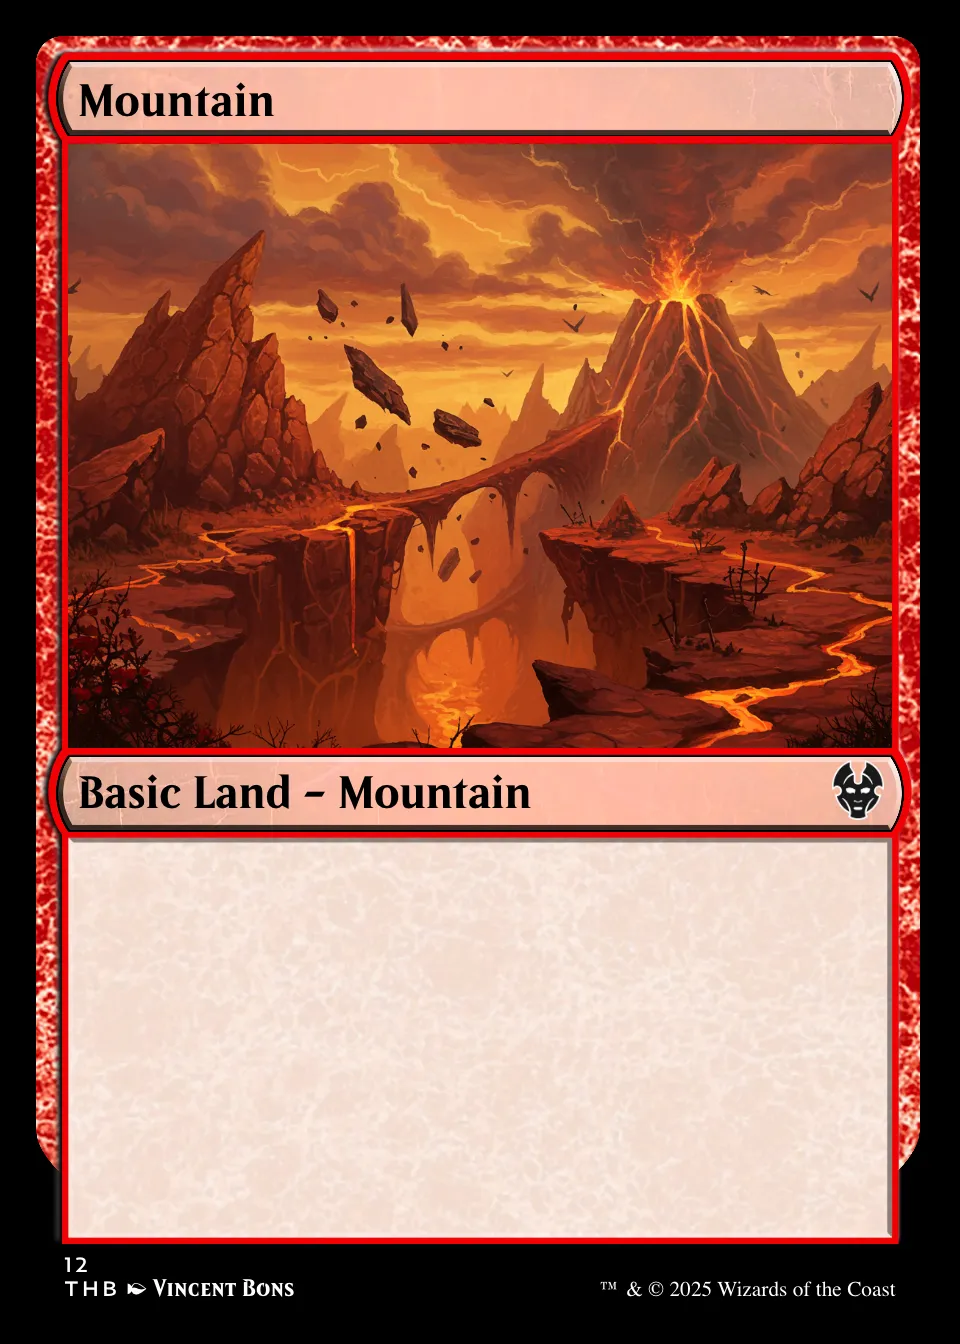 Mountain
Basic Land – Mountain
12
THB Vincent Bons
™ & © 2025 Wizards of the Coast